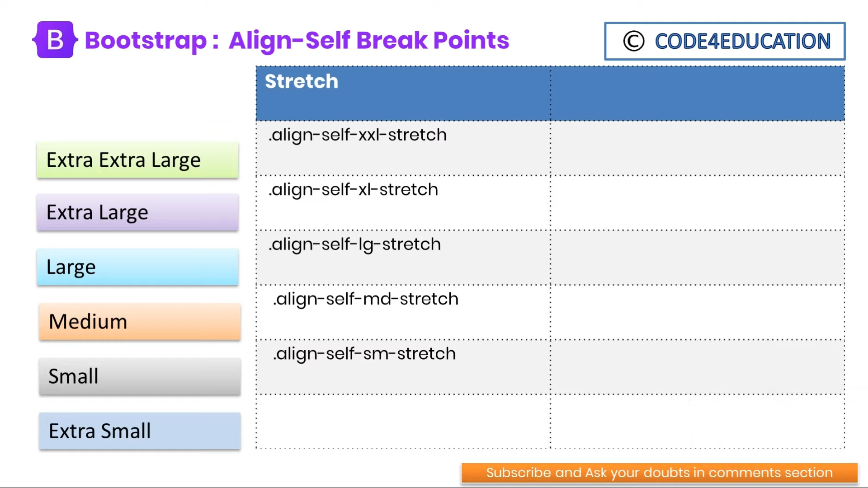 B Bootstrap : Align-Self Break Points
© CODE4EDUCATION
Stretch
Extra Extra Large
.align-self-xxl-stretch
Extra Large
.align-self-xl-stretch
Large
.align-self-lg-stretch
Medium
.align-self-md-stretch
Small
.align-self-sm-stretch
Extra Small
Subscribe and Ask your doubts in comments section